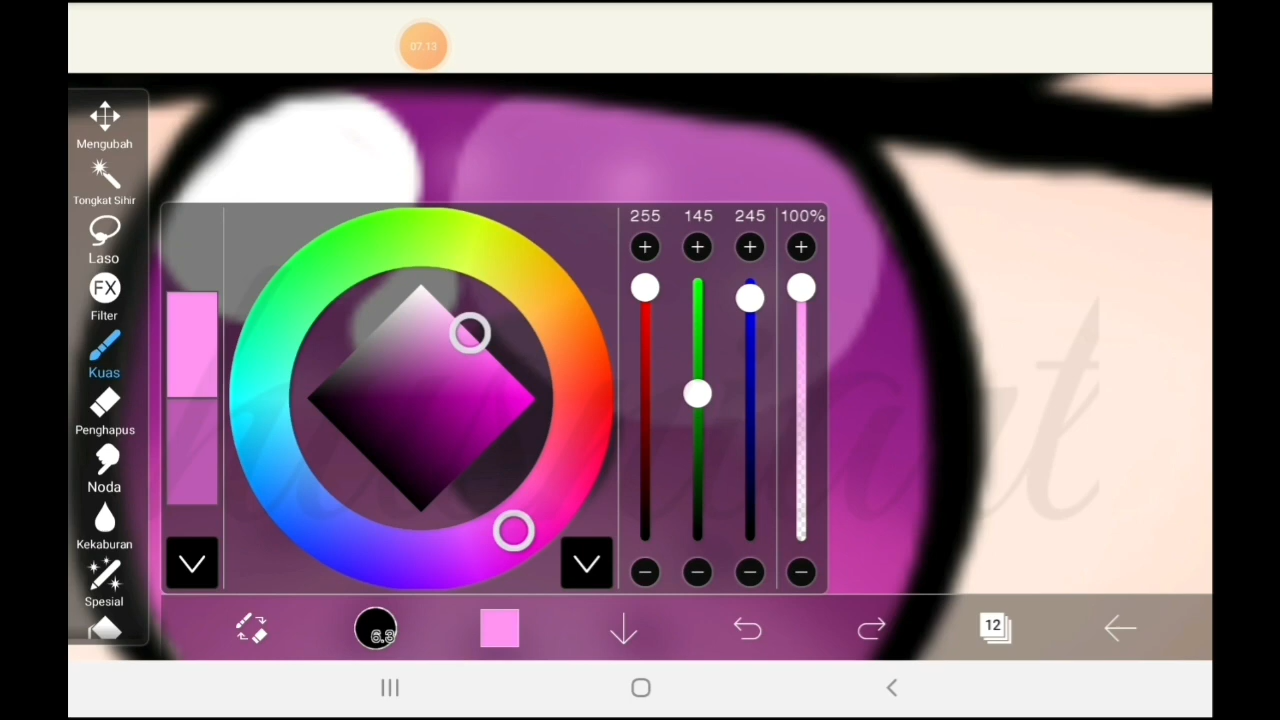 07.13
Mengubah
Tongkat Sihir
Laso
FX
Filter
Kuas
Penghapus
Noda
Kekaburan
Spesial
255 145 245 100%
6.3
12